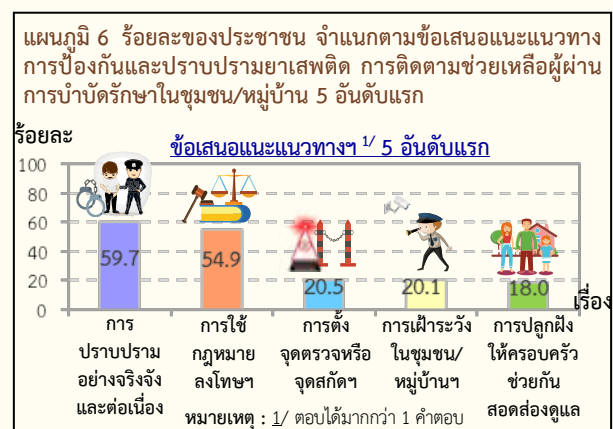 แผนภูมิ 6 ร้อยละของประชาชน จำแนกตามข้อเสนอแนะแนวทาง
การป้องกันและปราบปรามยาเสพติด การติดตามช่วยเหลือผู้ผ่าน
การบำบัดรักษาในชุมชน/หมู่บ้าน 5 อันดับแรก
ร้อยละ
ข้อเสนอแนะแนวทางฯ 1/ 5 อันดับแรก
100
80
60
40
20
0
59.7
54.9
20.5
20.1
18.0
เรื่อง
การ
ปราบปราม
อย่างจริงจัง
และต่อเนื่อง
การใช้
กฎหมาย
ลงโทษฯ
การตั้ง
จุดตรวจหรือ
จุดสกัดฯ
การเฝ้าระวัง
ในชุมชน/
หมู่บ้านฯ
การปลูกฝัง
ให้ครอบครัว
ช่วยกัน
สอดส่องดูแล
หมายเหตุ : 1/ ตอบได้มากกว่า 1 คำตอบ